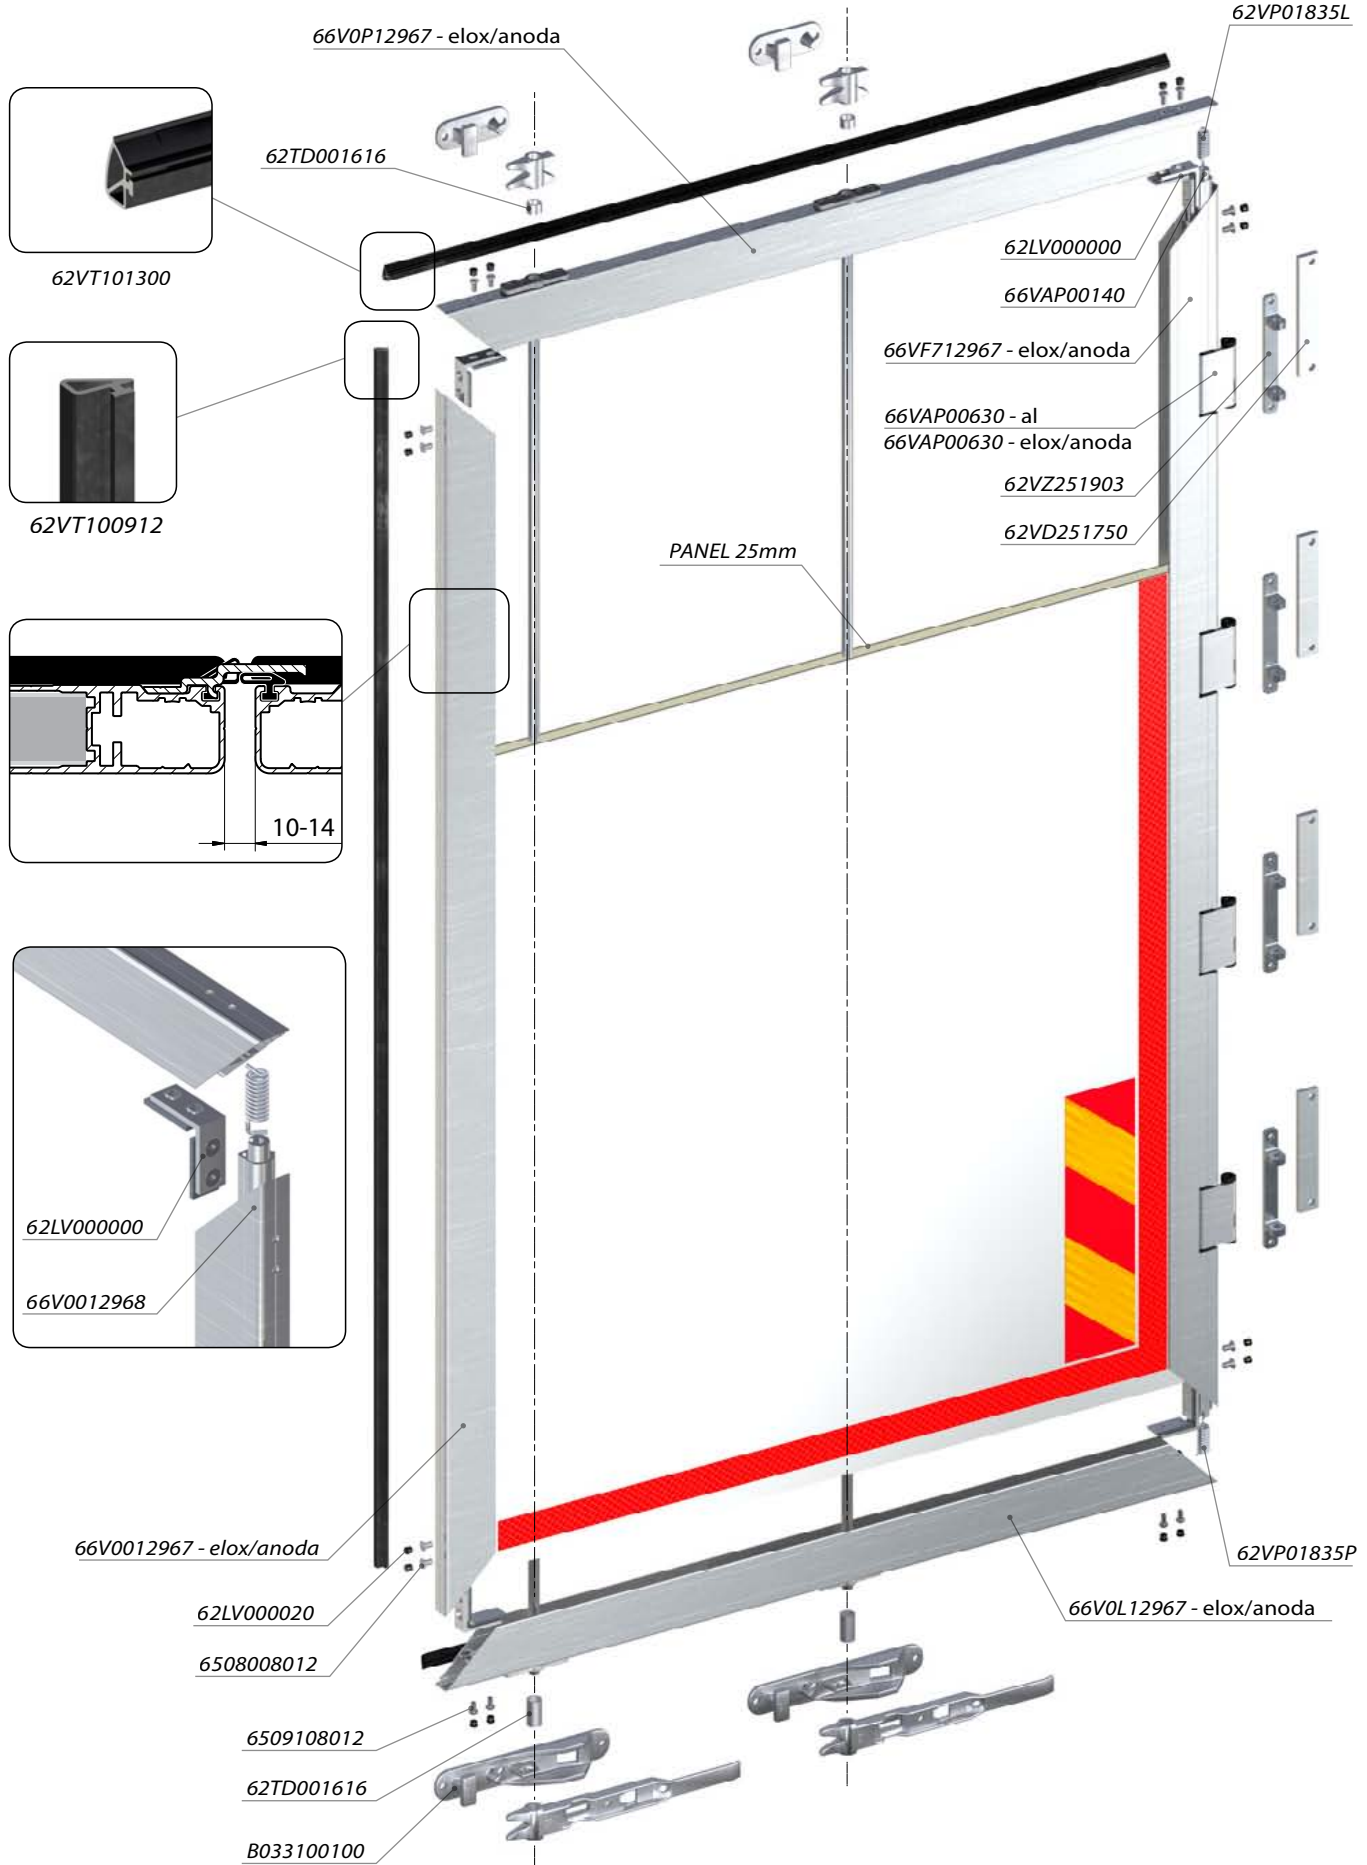 62VP01835L
66V0P12967 - elox/anoda
62TD001616
62VT101300
62LV000000
66VAP00140
66VF712967 - elox/anoda
66VAP00630 - al
66VAP00630 - elox/anoda
62VZ251903
62VD251750
62VT100912
PANEL 25mm
10-14
62LV000000
66V0012968
66V0012967 - elox/anoda
62VP01835P
62LV000020
66V0L12967 - elox/anoda
6508008012
6509108012
62TD001616
B033100100